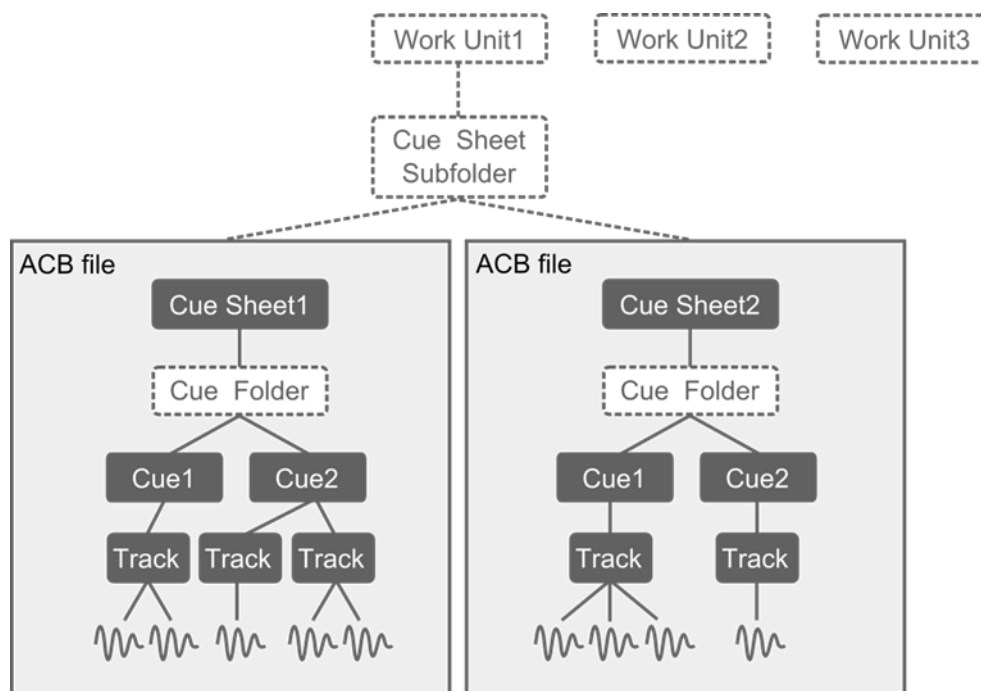 Work Unit1
Work Unit2
Work Unit3
Cue Sheet
Subfolder
ACB file
Cue Sheet1
Cue Folder
Cue1
Cue2
Track
Track
Track
ACB file
Cue Sheet2
Cue Folder
Cue1
Cue2
Track
Track